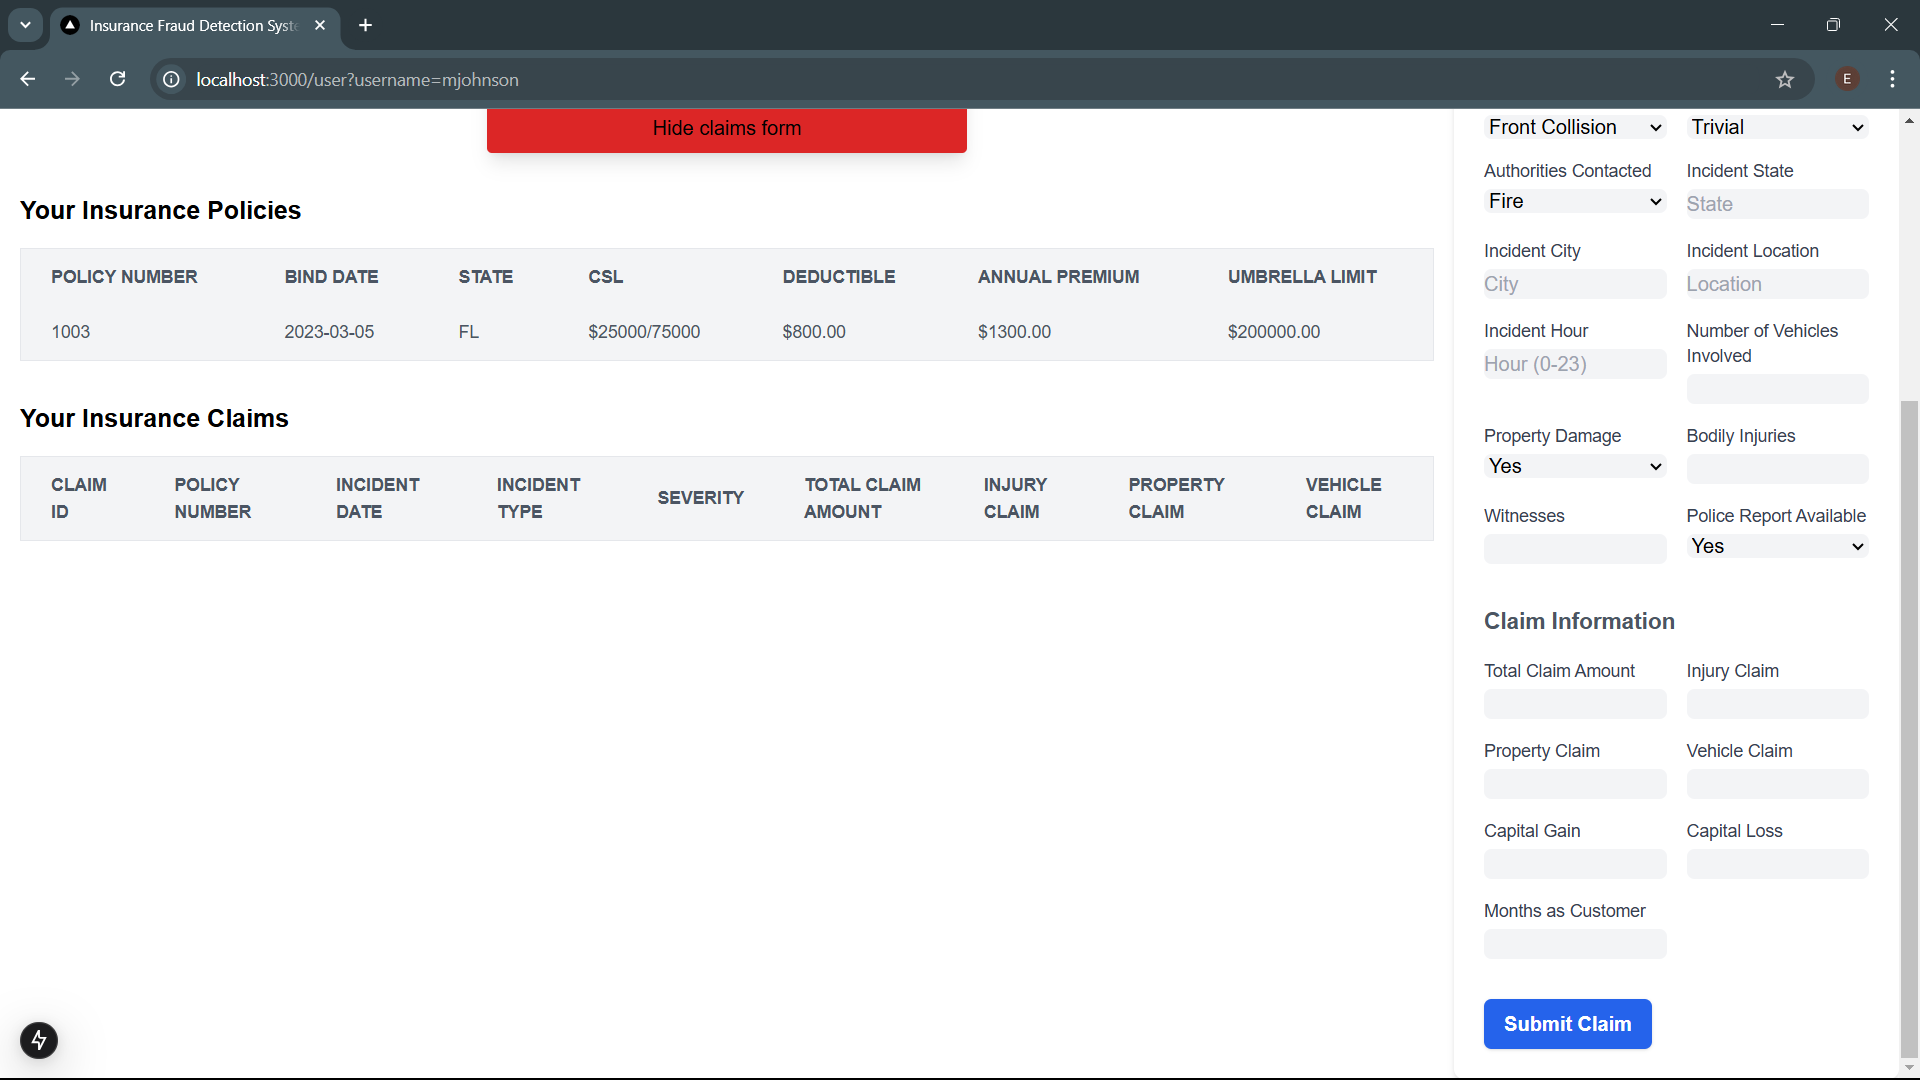 Insurance Fraud Detection Syst
localhost:3000/user?username=mjohnson
E
Hide claims form
Your Insurance Policies
POLICY NUMBER BIND DATE STATE CSL DEDUCTIBLE ANNUAL PREMIUM UMBRELLA LIMIT
1003 2023-03-05 FL $25000/75000 $800.00 $1300.00 $200000.00
Your Insurance Claims
CLAIM ID POLICY NUMBER INCIDENT DATE INCIDENT TYPE SEVERITY TOTAL CLAIM AMOUNT INJURY CLAIM PROPERTY CLAIM VEHICLE CLAIM
Front Collision Trivial
Authorities Contacted Incident State
Fire State
Incident City Incident Location
City Location
Incident Hour Number of Vehicles
Involved
Hour (0-23)
Property Damage Bodily Injuries
Yes
Witnesses Police Report Available
Yes
Claim Information
Total Claim Amount Injury Claim
Property Claim Vehicle Claim
Capital Gain Capital Loss
Months as Customer
Submit Claim